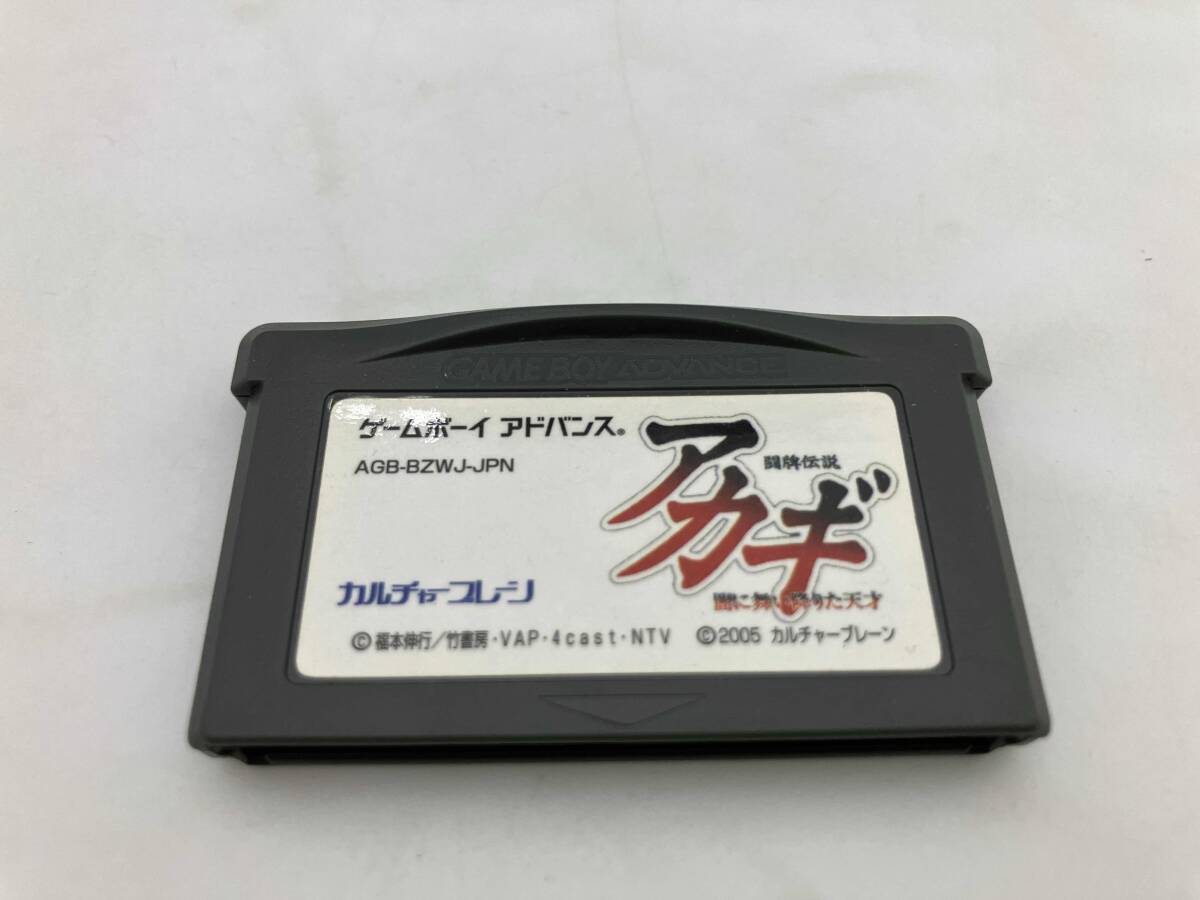 GAME BOY ADVANCE
ゲームボーイ アドバンス®
AGB-BZWJ-JPN
闘牌伝説
アカギ
闇に舞い降りた天才
カルチャーブレーン
©福本伸行/竹書房・VAP・4cast・NTV ©2005 カルチャーブレーン